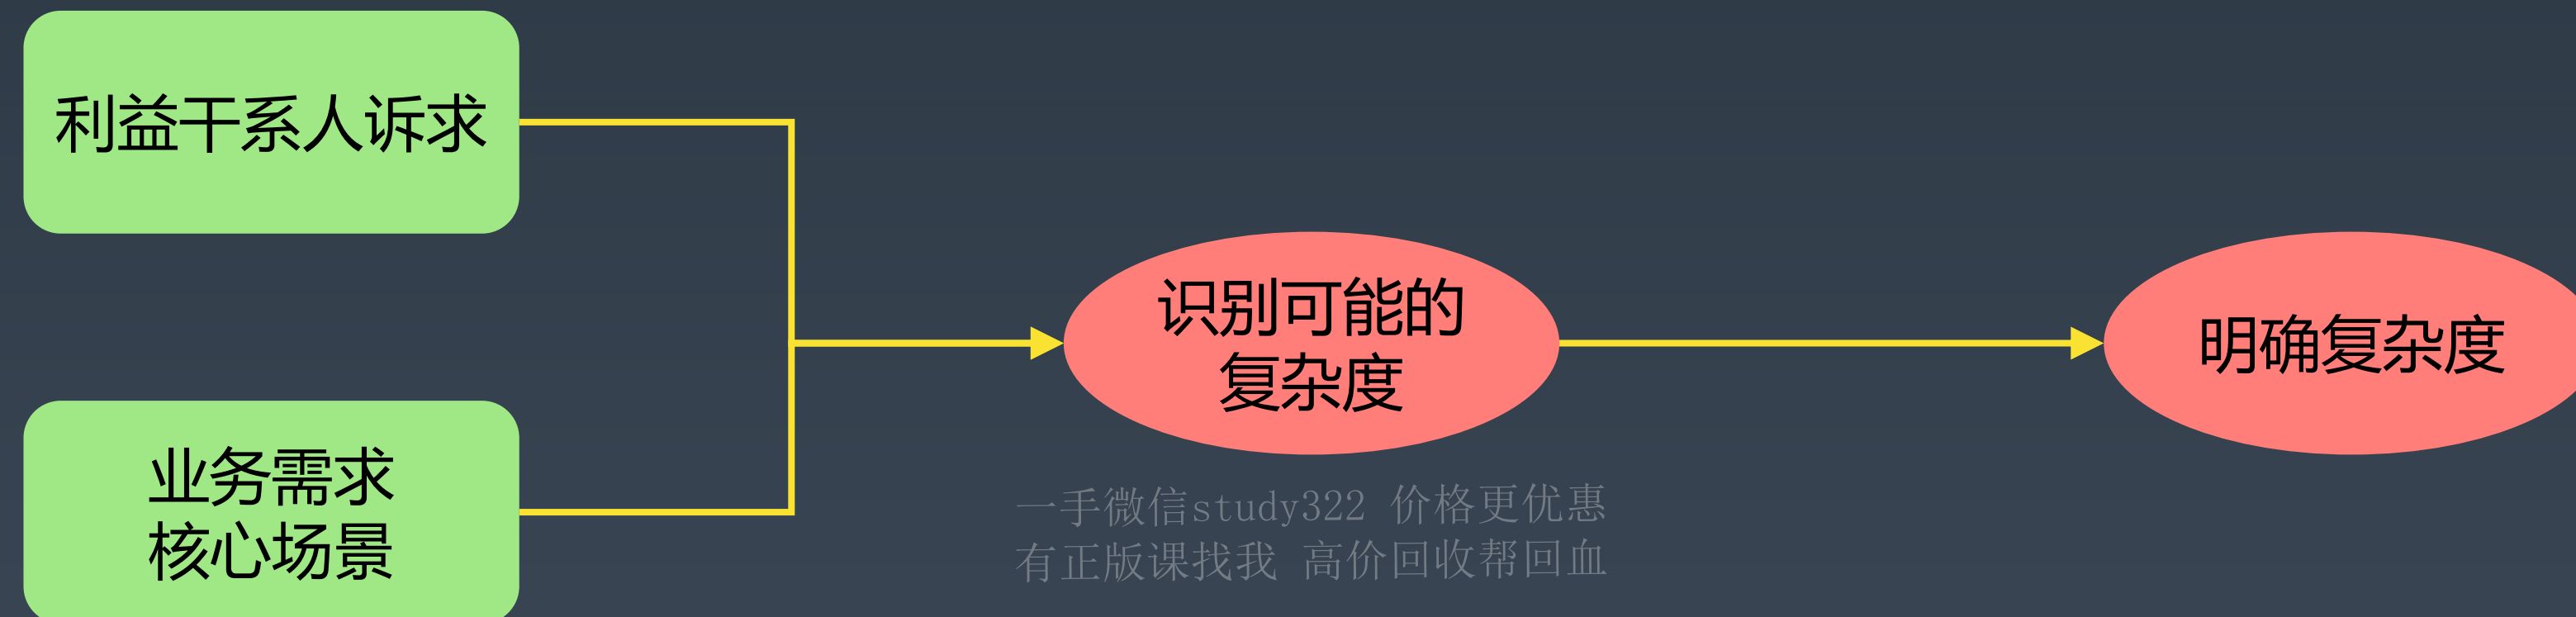 利益干系人诉求
识别可能的
复杂度
明确复杂度
业务需求
核心场景
一手微信study322 价格更优惠
有正版课找我 高价回收帮回血